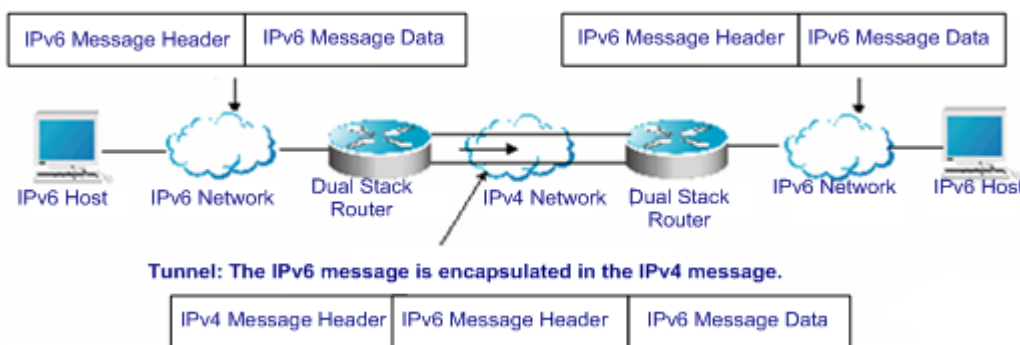 IPv6 Message Header IPv6 Message Data IPv6 Message Header IPv6 Message Data
IPv6 Host IPv6 Network Dual Stack Router IPv4 Network Dual Stack Router IPv6 Network IPv6 Host
Tunnel: The IPv6 message is encapsulated in the IPv4 message.
IPv4 Message Header IPv6 Message Header IPv6 Message Data